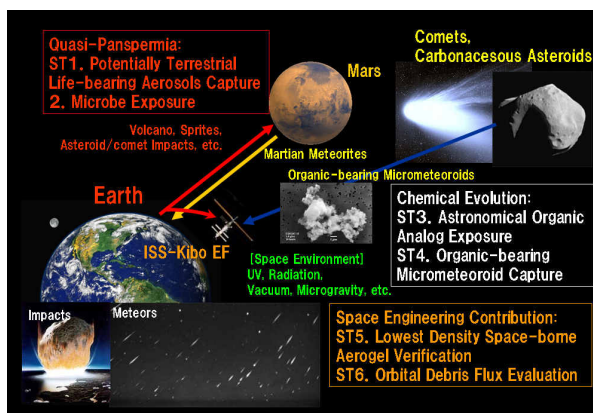 Quasi-Panspermia:
ST1. Potentially Terrestrial
Life-bearing Aerosols Capture
2. Microbe Exposure
Comets,
Carbonacesous Asteroids
Mars
Volcano, Sprites,
Asteroid/comet Impacts, etc.
Martian Meteorites
Organic-bearing Micrometeoroids
Earth
ISS-Kibo EF
Chemical Evolution:
ST3. Astronomical Organic
Analog Exposure
ST4. Organic-bearing
Micrometeoroid Capture
[Space Environment]
UV, Radiation,
Vacuum, Microgravity, etc.
Impacts
Meteors
Space Engineering Contribution:
ST5. Lowest Density Space-borne
Aerogel Verification
ST6. Orbital Debris Flux Evaluation